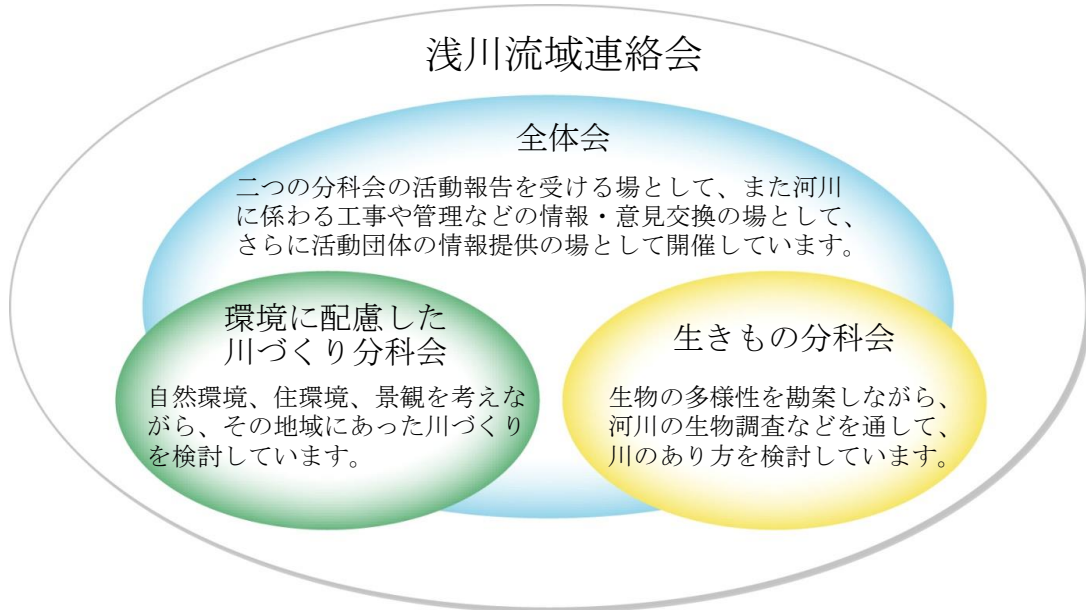 浅川流域連絡会
全体会
二つの分科会の活動報告を受ける場として、また河川
に係わる工事や管理などの情報・意見交換の場として、
さらに活動団体の情報提供の場として開催しています。
環境に配慮した
川づくり分科会
自然環境、住環境、景観を考えな
がら、その地域にあった川づくり
を検討しています。
生きもの分科会
生物の多様性を勘案しながら、
河川の生物調査などを通して、
川のあり方を検討しています。